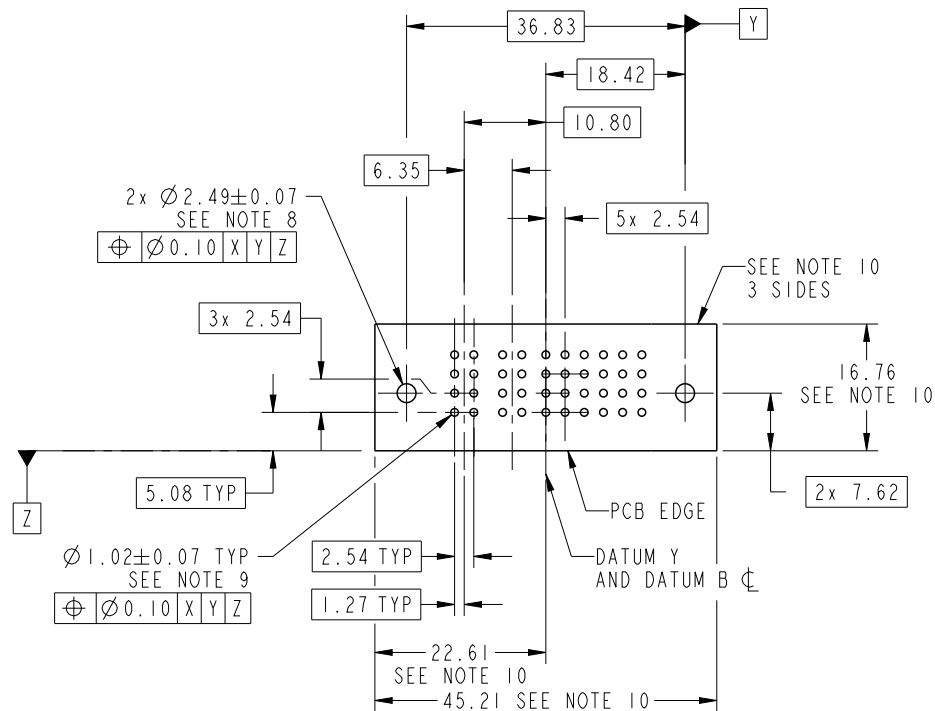 36.83
Y
18.42
10.80
6.35
2x Ø2.49±0.07
SEE NOTE 8
⌖ Ø0.10 X Y Z
5x 2.54
SEE NOTE 10
3 SIDES
3x 2.54
16.76
SEE NOTE 10
5.08 TYP
2x 7.62
Z
PCB EDGE
Ø1.02±0.07 TYP
SEE NOTE 9
⌖ Ø0.10 X Y Z
2.54 TYP
DATUM Y
AND DATUM B ℄
1.27 TYP
22.61
SEE NOTE 10
45.21 SEE NOTE 10